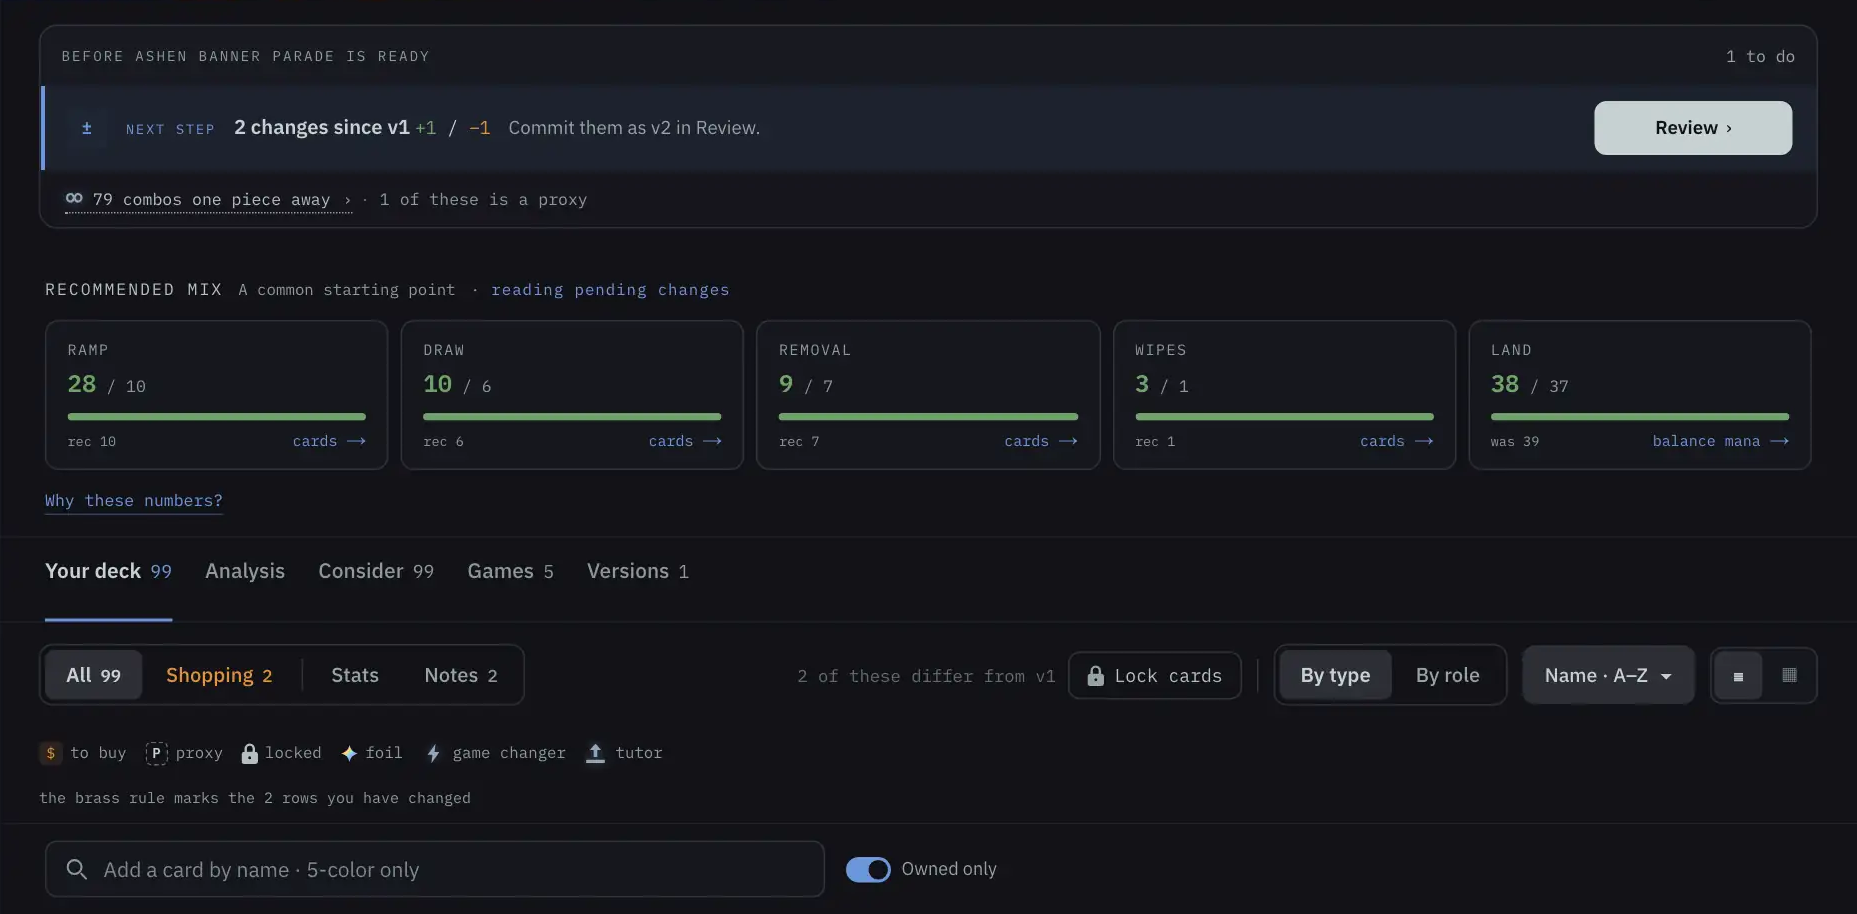 BEFORE ASHEN BANNER PARADE IS READY
1 to do
± NEXT STEP 2 changes since v1 +1 / −1 Commit them as v2 in Review.
Review ›
∞ 79 combos one piece away › · 1 of these is a proxy
RECOMMENDED MIX A common starting point · reading pending changes
RAMP
28 / 10
rec 10 cards →
DRAW
10 / 6
rec 6 cards →
REMOVAL
9 / 7
rec 7 cards →
WIPES
3 / 1
rec 1 cards →
LAND
38 / 37
was 39 balance mana →
Why these numbers?
Your deck 99 Analysis Consider 99 Games 5 Versions 1
All 99 Shopping 2 Stats Notes 2 2 of these differ from v1 Lock cards By type By role Name · A–Z
$ to buy P proxy locked foil game changer tutor
the brass rule marks the 2 rows you have changed
Add a card by name · 5-color only Owned only